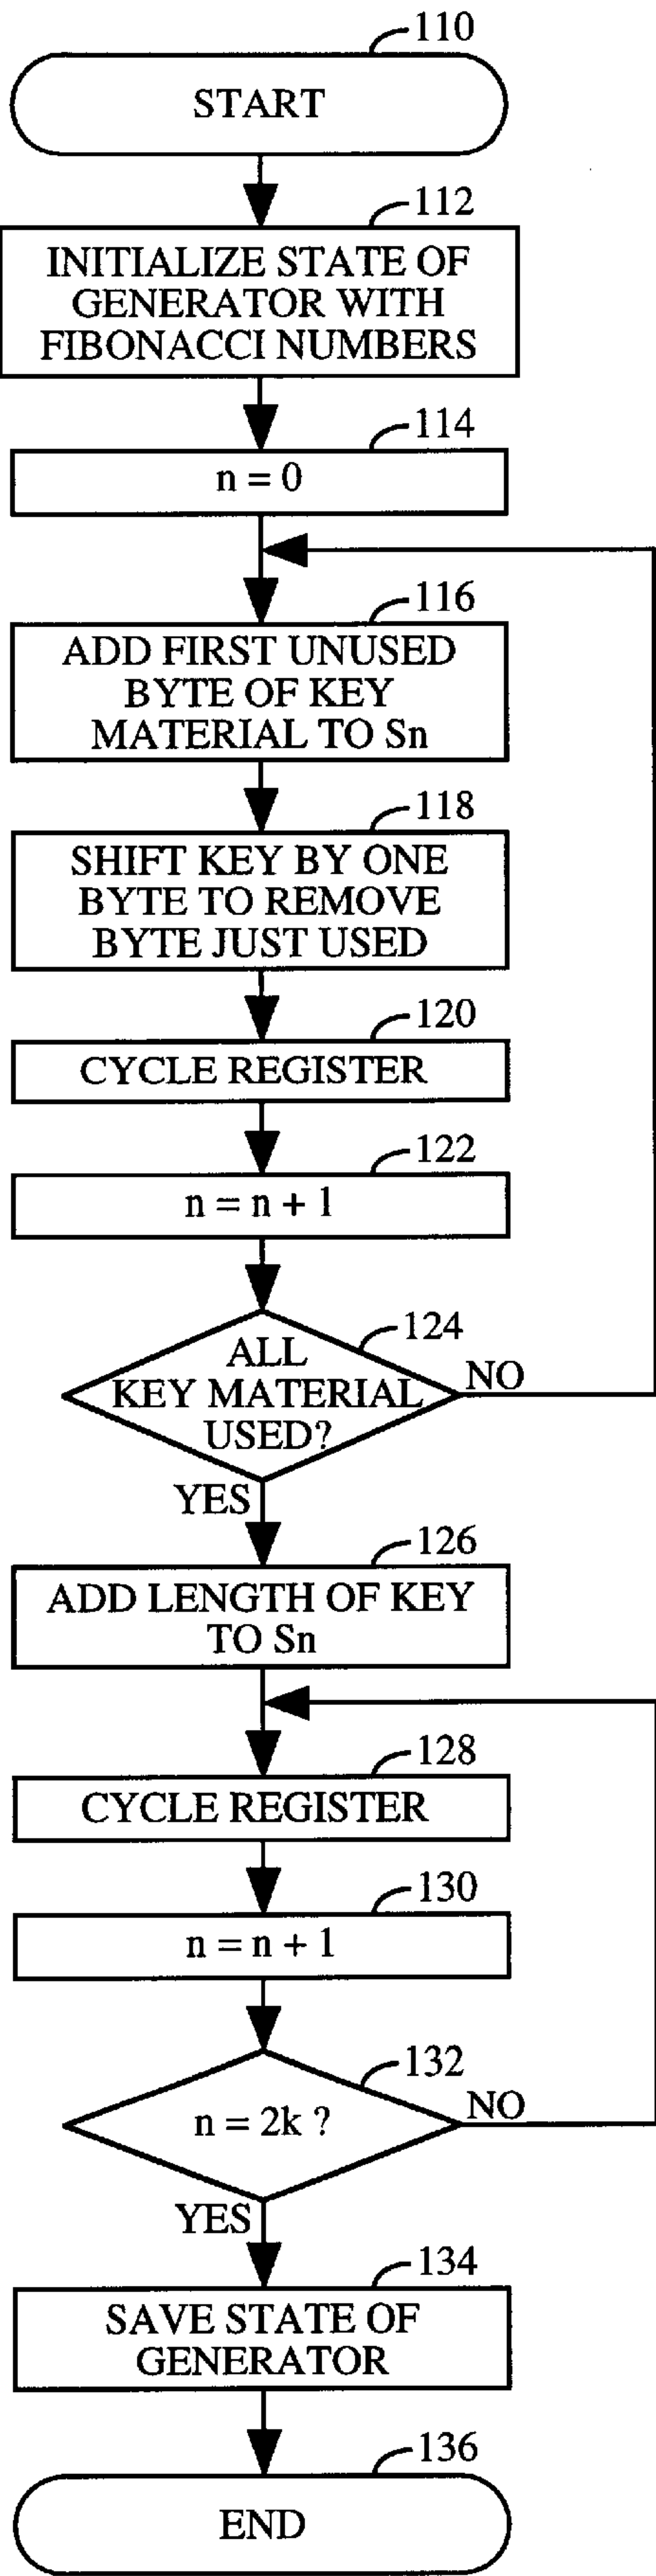 110
START
112
INITIALIZE STATE OF
GENERATOR WITH
FIBONACCI NUMBERS
114
n = 0
116
ADD FIRST UNUSED
BYTE OF KEY
MATERIAL TO Sn
118
SHIFT KEY BY ONE
BYTE TO REMOVE
BYTE JUST USED
120
CYCLE REGISTER
122
n = n + 1
124
ALL
KEY MATERIAL
USED?
NO
YES
126
ADD LENGTH OF KEY
TO Sn
128
CYCLE REGISTER
130
n = n + 1
132
n = 2k ?
NO
YES
134
SAVE STATE OF
GENERATOR
136
END